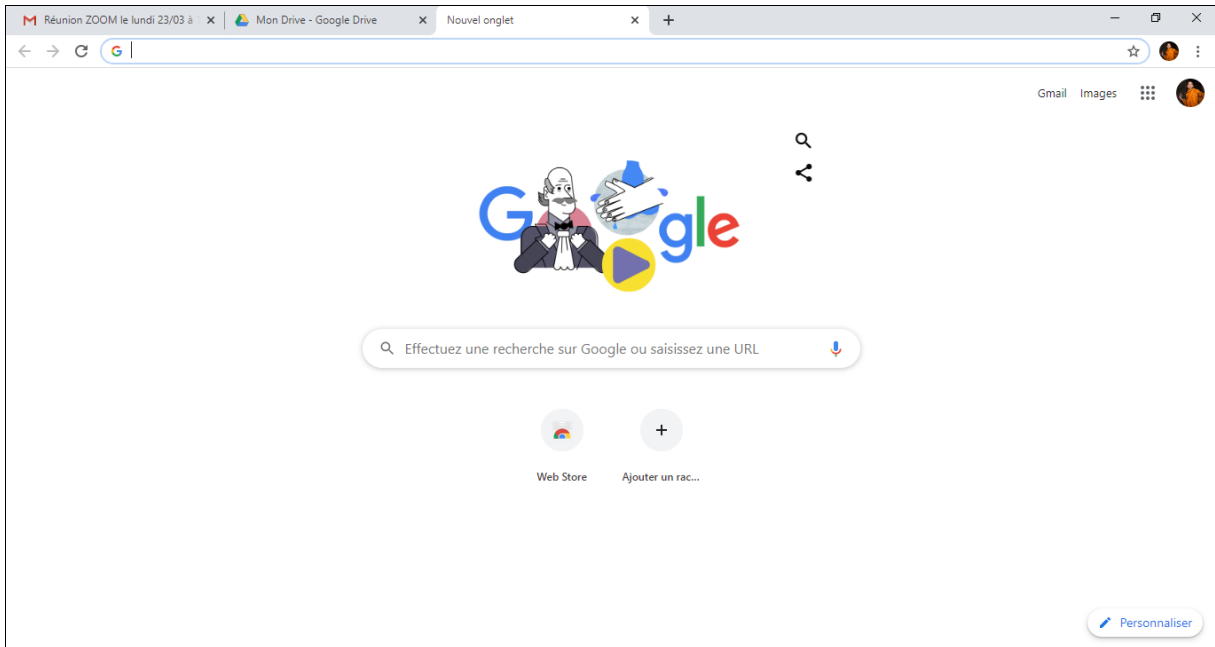 Réunion ZOOM le lundi 23/03 à
Mon Drive - Google Drive
Nouvel onglet
Gmail Images
Google
Effectuez une recherche sur Google ou saisissez une URL
Web Store
Ajouter un rac...
Personnaliser